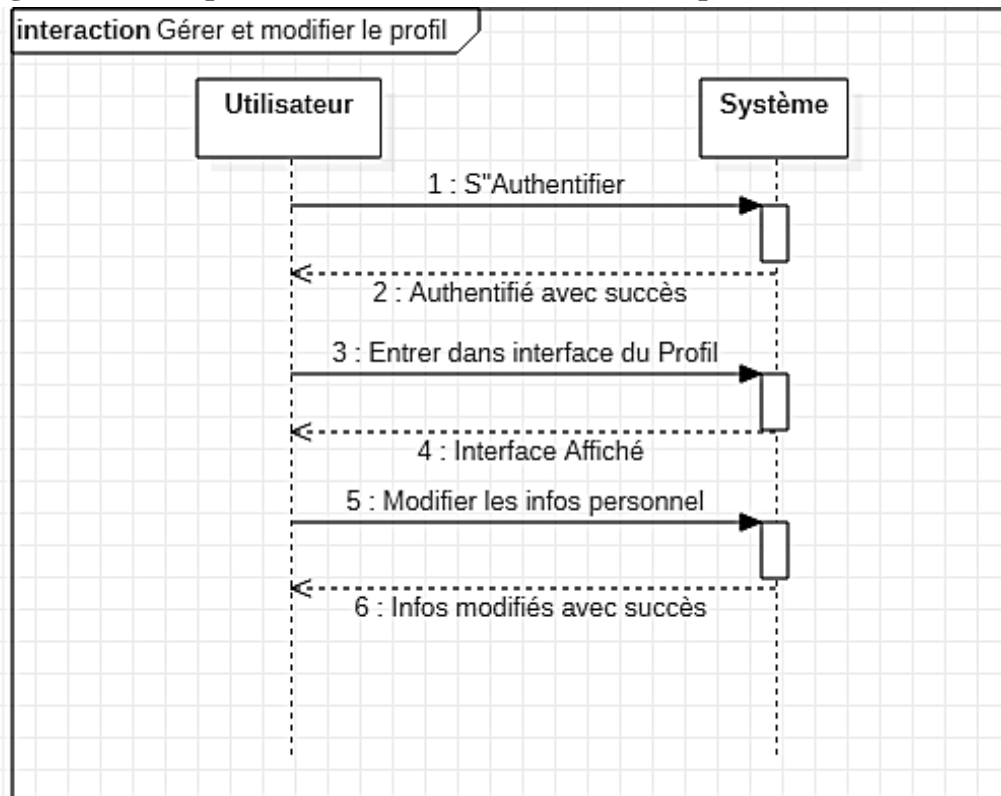 interaction Gérer et modifier le profil
Utilisateur
Système
1 : S"Authentifier
2 : Authentifié avec succès
3 : Entrer dans interface du Profil
4 : Interface Affiché
5 : Modifier les infos personnel
6 : Infos modifiés avec succès